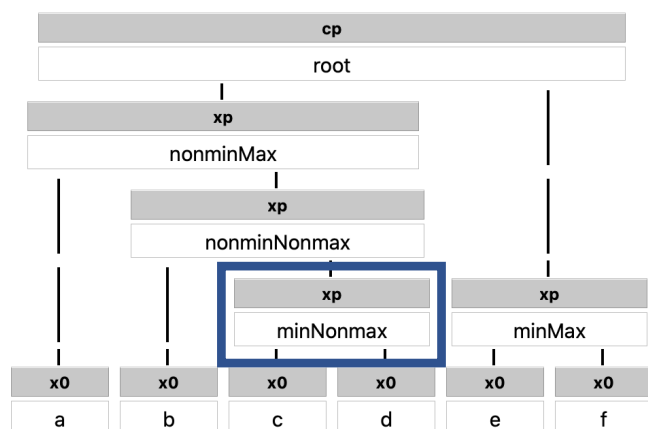 cp
root
xp
nonminMax
xp
nonminNonmax
xp xp
minNonmax minMax
x0 x0 x0 x0 x0 x0
a b c d e f